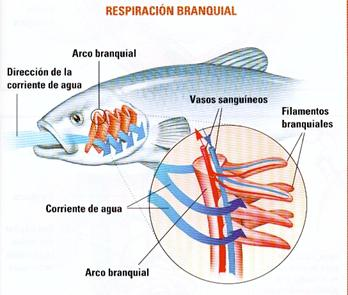 RESPIRACIÓN BRANQUIAL
Arco branquial
Dirección de la
corriente de agua
Vasos sanguíneos
Filamentos
branquiales
Corriente de agua
Arco branquial